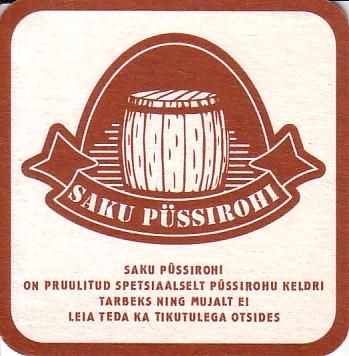 SAKU PÜSSIROHI
SAKU PÜSSIROHI
ON PRUULITUD SPETSIAALSELT PÜSSIROHU KELDRI
TARBEKS NING MUJALT EI
LEIA TEDA KA TIKUTULEGA OTSIDES